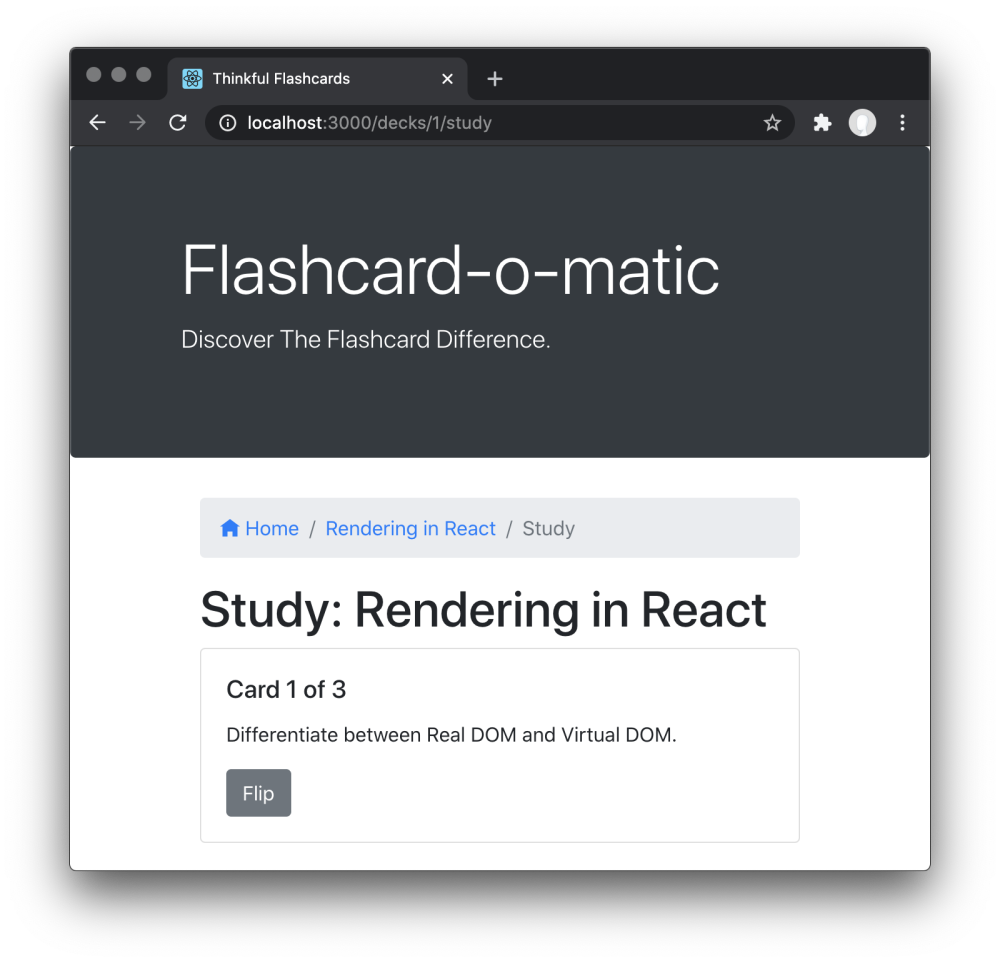 Thinkful Flashcards
localhost:3000/decks/1/study
Flashcard-o-matic
Discover The Flashcard Difference.
Home / Rendering in React / Study
Study: Rendering in React
Card 1 of 3
Differentiate between Real DOM and Virtual DOM.
Flip